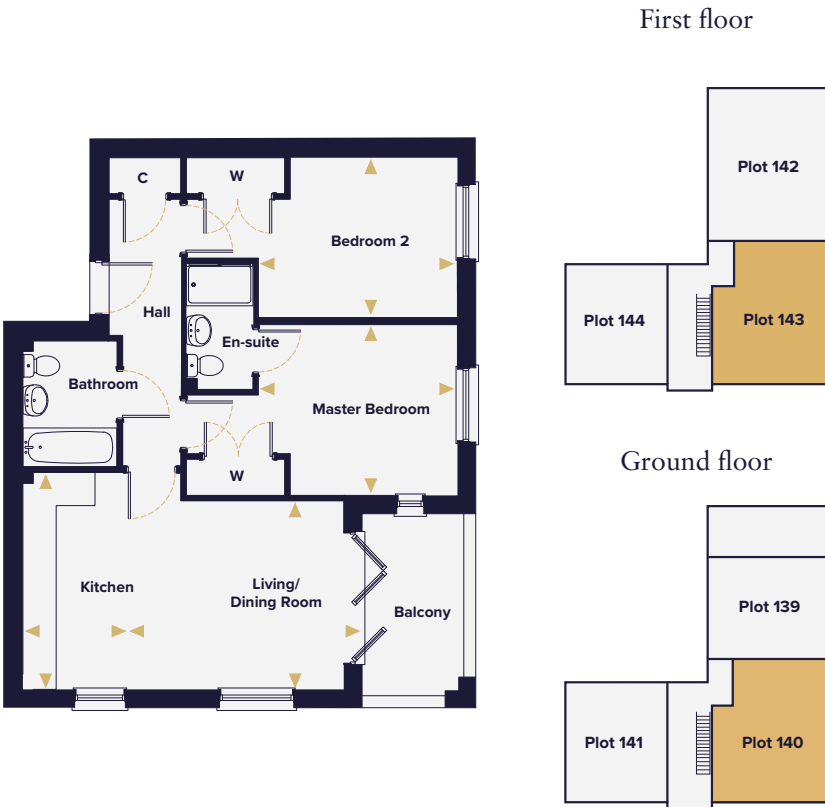 First floor
C
W
Bedroom 2
Hall
En-suite
Bathroom
Master Bedroom
W
Kitchen
Living/
Dining Room
Balcony
Plot 142
Plot 144
Plot 143
Ground floor
Plot 139
Plot 141
Plot 140